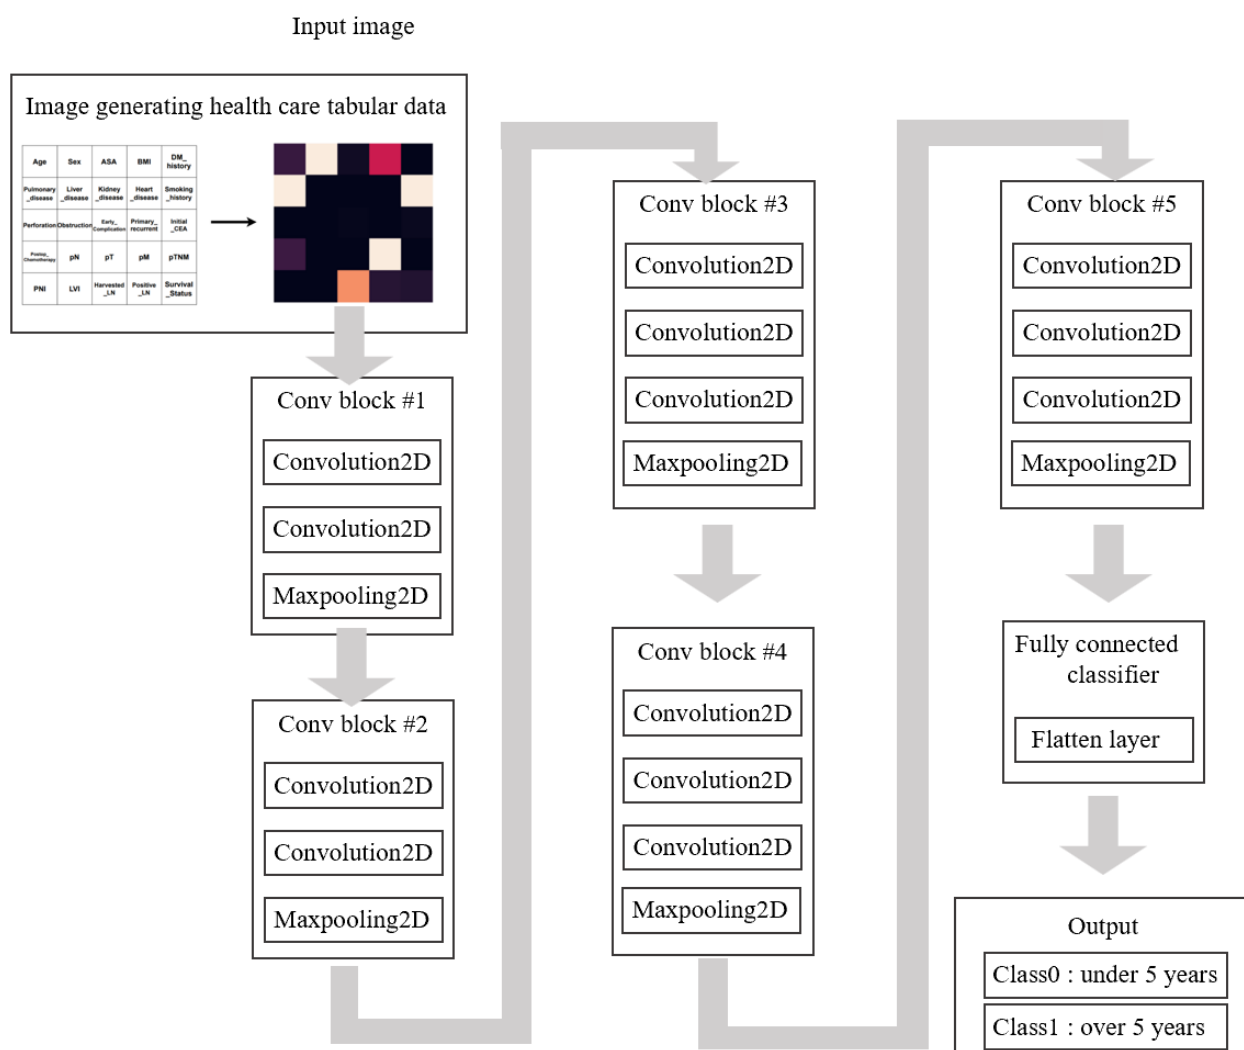 Input image
Image generating health care tabular data
Age Sex ASA BMI DM_
history
Pulmonary
_disease
Liver
_disease
Kidney
_disease
Heart
_disease
Smoking
_history
Perforation
Obstruction
Early_
Complication
Primary_
recurrent
Initial
_CEA
Postop_
Chemotherapy
pN pT pM pTNM
PNI LVI
Harvested
_LN
Positive
_LN
Survival
_Status
Conv block #1
Convolution2D
Convolution2D
Maxpooling2D
Conv block #2
Convolution2D
Convolution2D
Maxpooling2D
Conv block #3
Convolution2D
Convolution2D
Convolution2D
Maxpooling2D
Conv block #4
Convolution2D
Convolution2D
Convolution2D
Maxpooling2D
Conv block #5
Convolution2D
Convolution2D
Convolution2D
Maxpooling2D
Fully connected
classifier
Flatten layer
Output
Class0 : under 5 years
Class1 : over 5 years